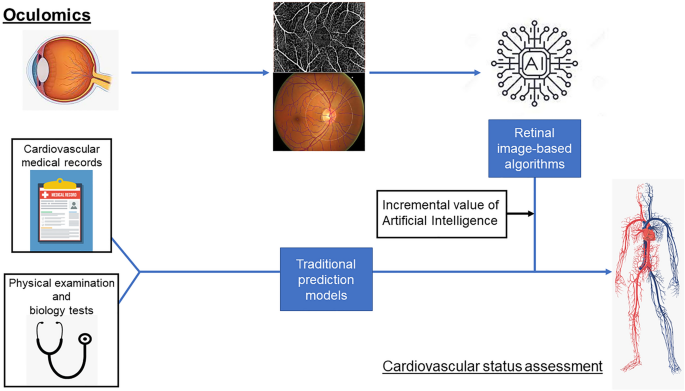 Oculomics
AI
Retinal
image-based
algorithms
Cardiovascular
medical records
MEDICAL RECORD
Incremental value of
Artificial Intelligence
Traditional
prediction
models
Physical examination
and
biology tests
Cardiovascular status assessment